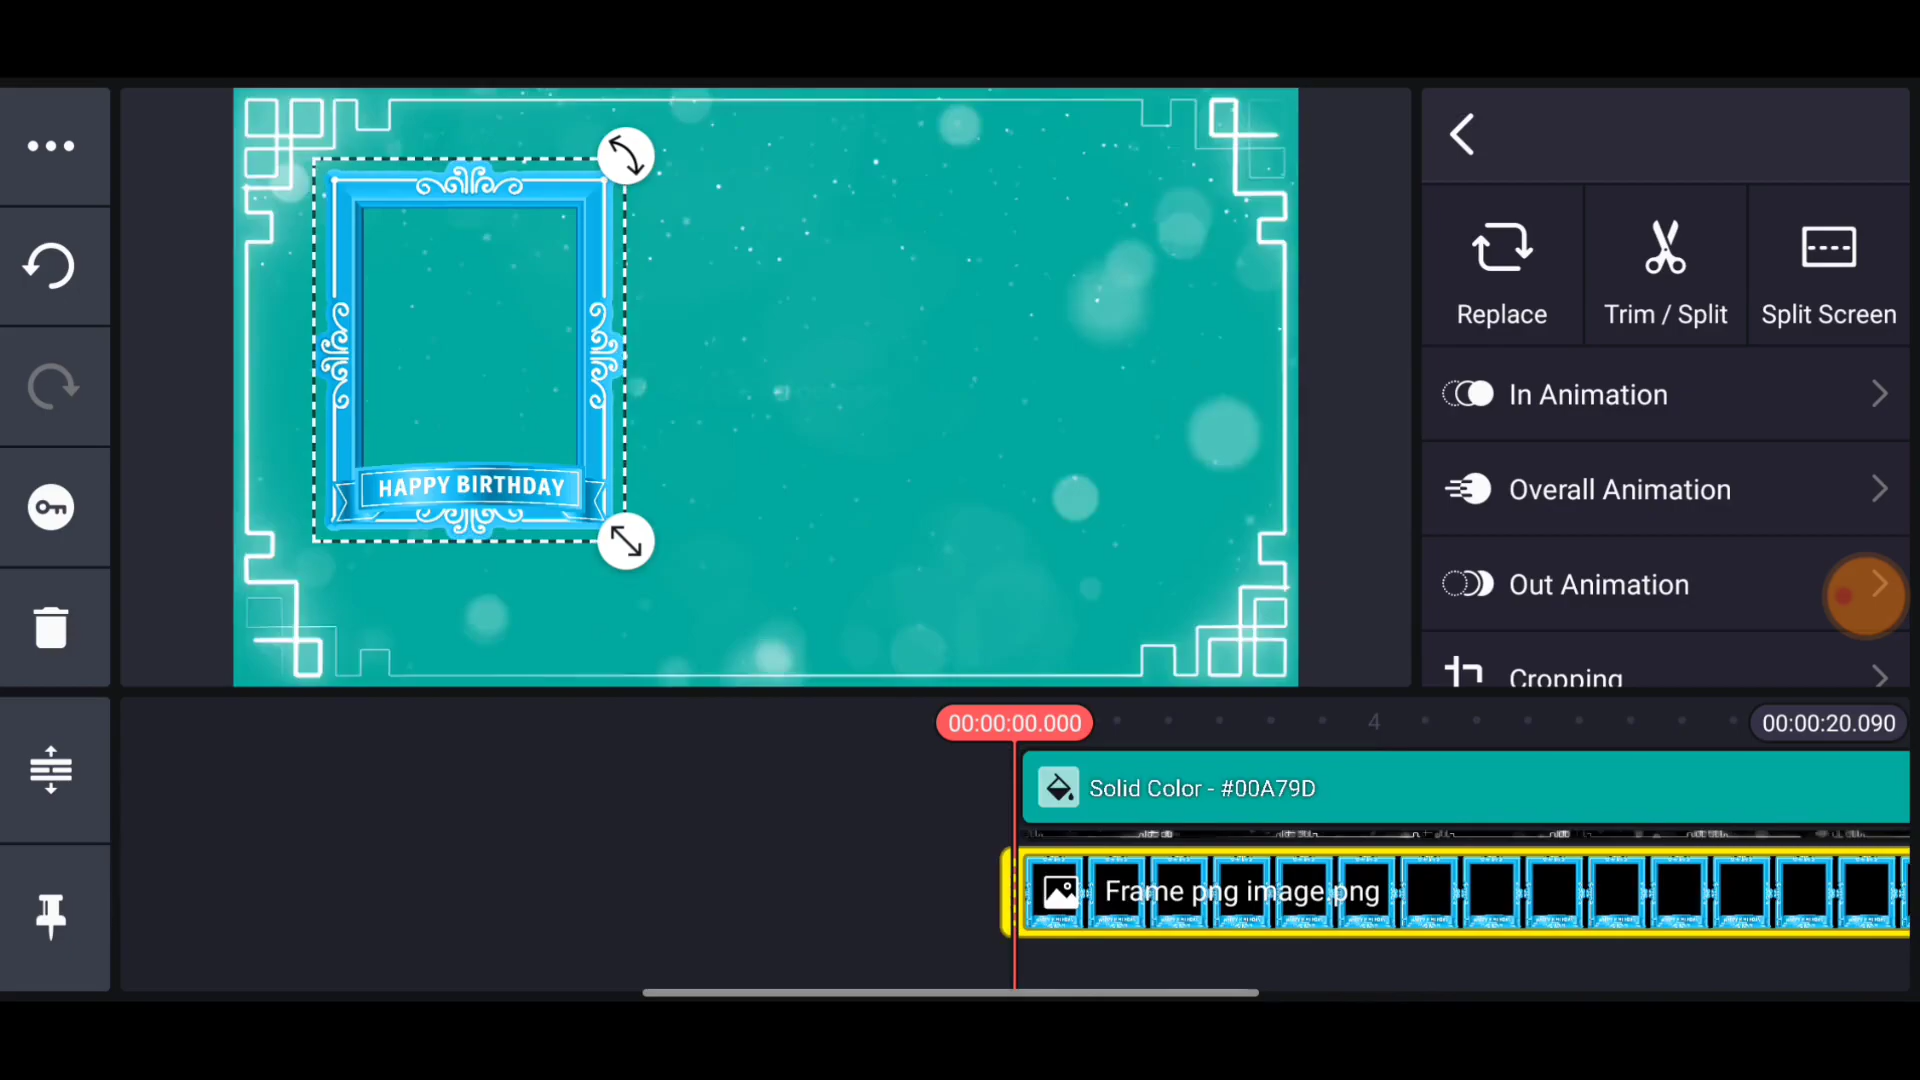 HAPPY BIRTHDAY
Replace
Trim / Split
Split Screen
In Animation
Overall Animation
Out Animation
Cropping
00:00:00.000
4
00:00:20.090
Solid Color - #00A79D
Frame png image.png